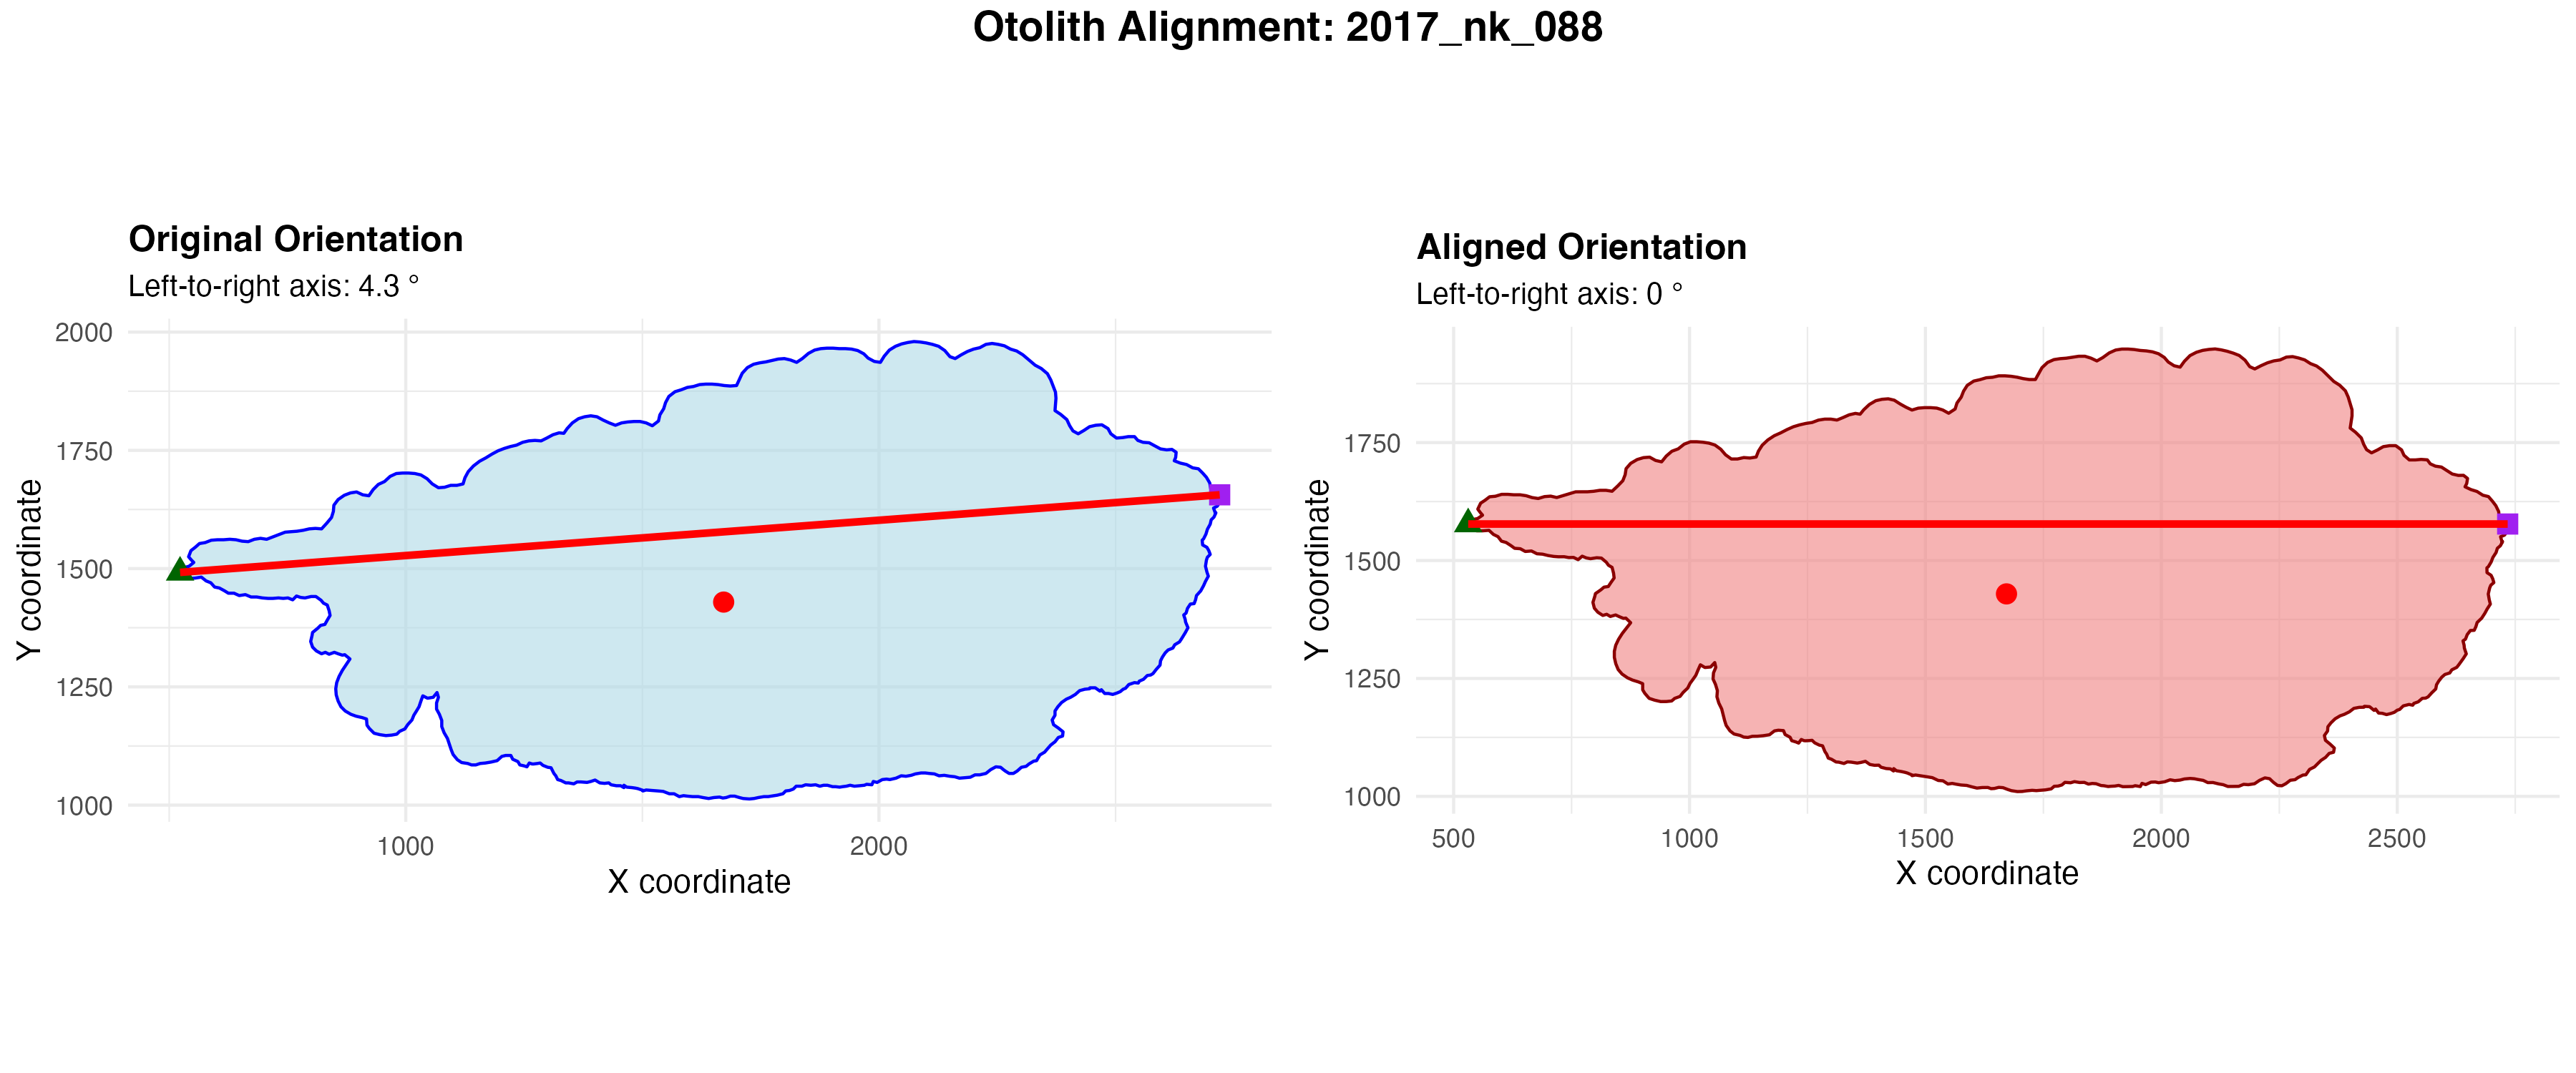 Otolith Alignment: 2017_nk_088
Original Orientation
Left-to-right axis: 4.3 °
2000
1750
1500
1250
1000
Y coordinate
1000 2000
X coordinate
Aligned Orientation
Left-to-right axis: 0 °
1750
1500
1250
1000
Y coordinate
500 1000 1500 2000 2500
X coordinate